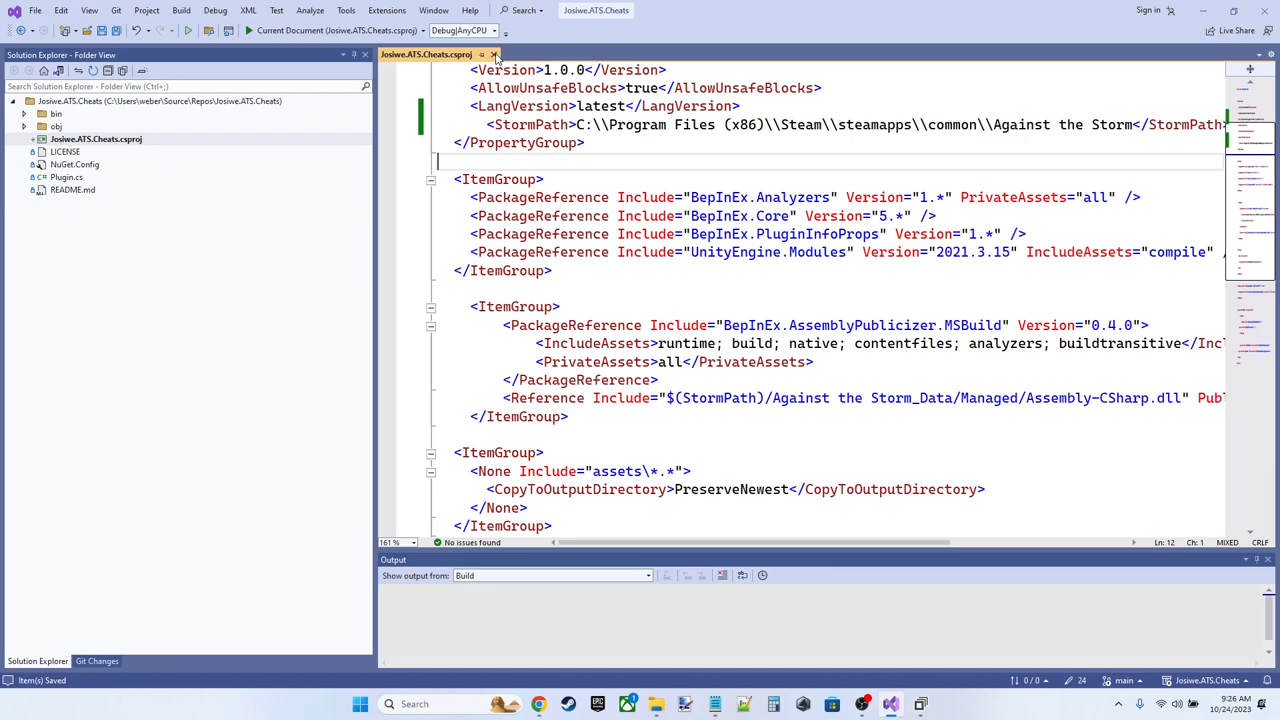 File Edit View Git Project Build Debug XML Test Analyze Tools Extensions Window Help Search Josiwe.ATS.Cheats Sign in
Current Document (Josiwe.ATS.Cheats.csproj) Debug|AnyCPU Live Share
Solution Explorer - Folder View
Josiwe.ATS.Cheats.csproj
Search Solution Explorer - Folder View (Ctrl+;)
Josiwe.ATS.Cheats (C:\Users\weber\Source\Repos\Josiwe.ATS.Cheats)
bin
obj
Josiwe.ATS.Cheats.csproj
LICENSE
NuGet.Config
Plugin.cs
README.md
<Version>1.0.0</Version>
<AllowUnsafeBlocks>true</AllowUnsafeBlocks>
<LangVersion>latest</LangVersion>
<StormPath>C:\\Program Files (x86)\\Steam\\steamapps\\common\Against the Storm</StormPath>
</PropertyGroup>
<ItemGroup>
<PackageReference Include="BepInEx.Analyzers" Version="1.*" PrivateAssets="all" />
<PackageReference Include="BepInEx.Core" Version="5.*" />
<PackageReference Include="BepInEx.PluginInfoProps" Version="1.*" />
<PackageReference Include="UnityEngine.Modules" Version="2021.3.15" IncludeAssets="compile" /
</ItemGroup>
<ItemGroup>
<PackageReference Include="BepInEx.AssemblyPublicizer.MSBuild" Version="0.4.0">
<IncludeAssets>runtime; build; native; contentfiles; analyzers; buildtransitive</Incl
<PrivateAssets>all</PrivateAssets>
</PackageReference>
<Reference Include="$(StormPath)/Against the Storm_Data/Managed/Assembly-CSharp.dll" Publ
</ItemGroup>
<ItemGroup>
<None Include="assets\*.*">
<CopyToOutputDirectory>PreserveNewest</CopyToOutputDirectory>
</None>
</ItemGroup>
161 % No issues found Ln: 12 Ch: 1 MIXED CRLF
Output
Show output from: Build
Solution Explorer Git Changes
Item(s) Saved 0 / 0 24 main Josiwe.ATS.Cheats
Search
9:26 AM
10/24/2023